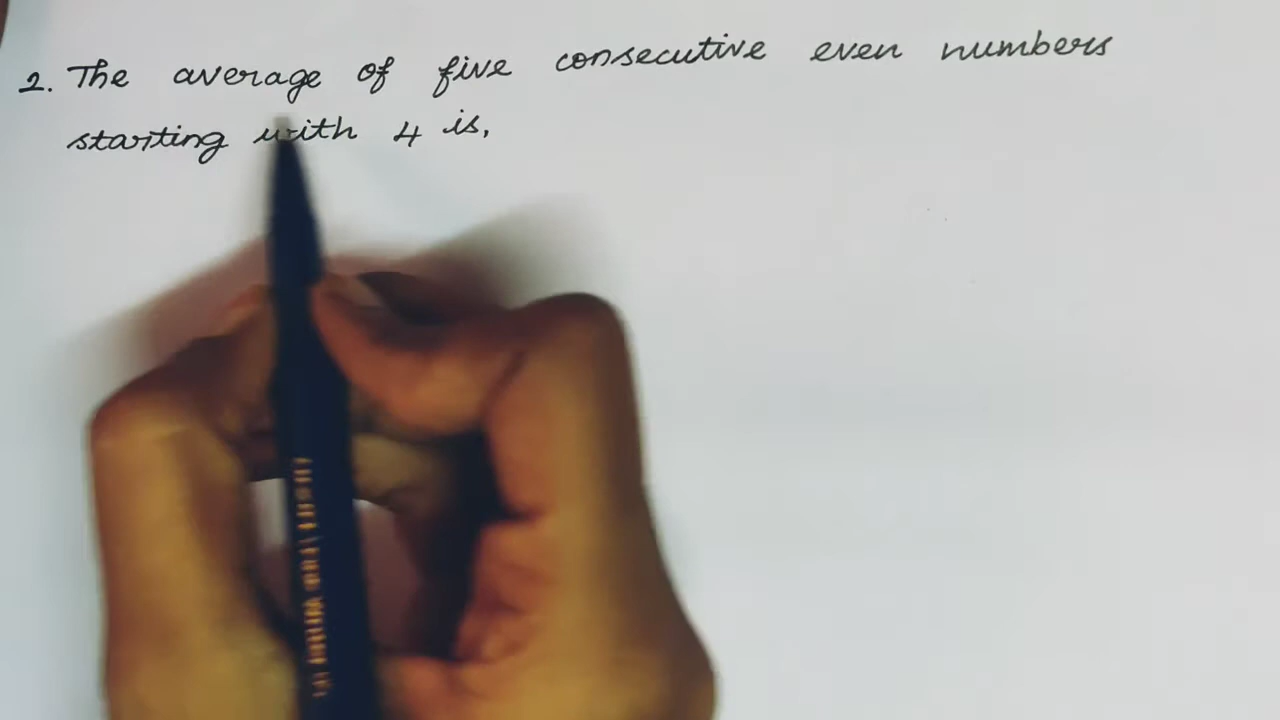 2. The average of five consecutive even numbers
starting with 4 is,